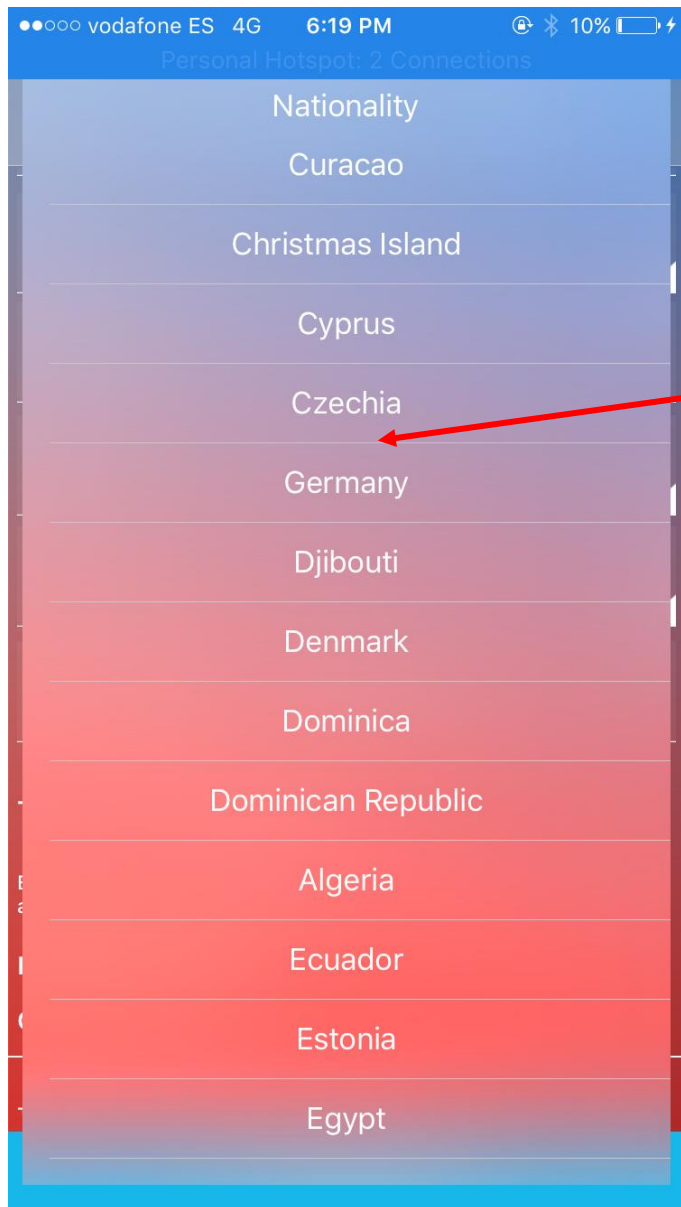 vodafone ES 4G 6:19 PM 10%
Personal Hotspot: 2 Connections
Nationality
Curacao
Christmas Island
Cyprus
Czechia
Germany
Djibouti
Denmark
Dominica
Dominican Republic
Algeria
Ecuador
Estonia
Egypt